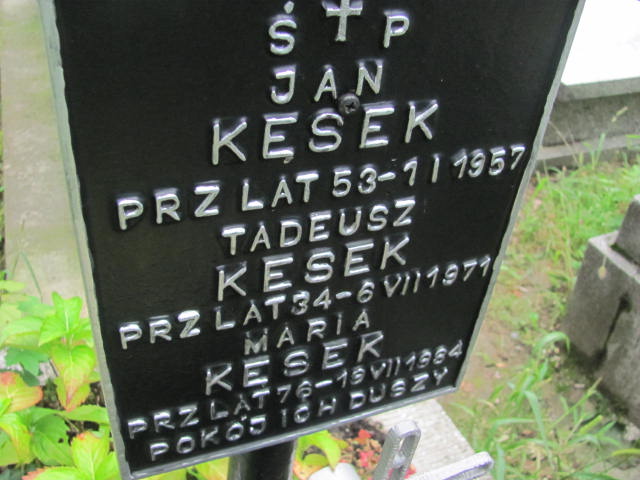 Ś † P
JAN
KĘSEK
PRZ LAT 53-1 I 1957
TADEUSZ
KĘSEK
PRZ LAT 34-6 VII 1971
MARIA
KĘSEK
PRZ LAT 76-19 VII 1984
POKÓJ ICH DUSZY